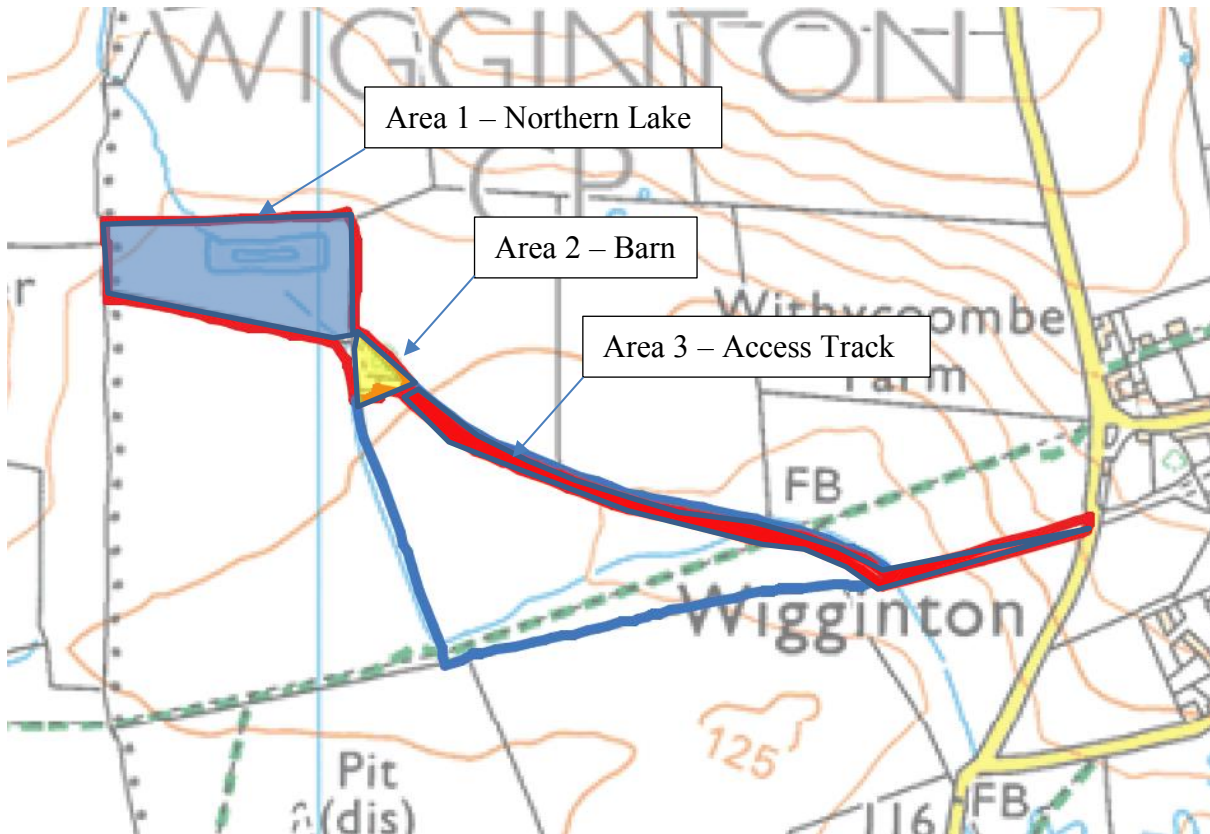 WIGGINTON
Area 1 – Northern Lake
CP
Area 2 – Barn
Withycombe
Farm
Area 3 – Access Track
r
FB
Wigginton
125
Pit
(dis)
116
FB